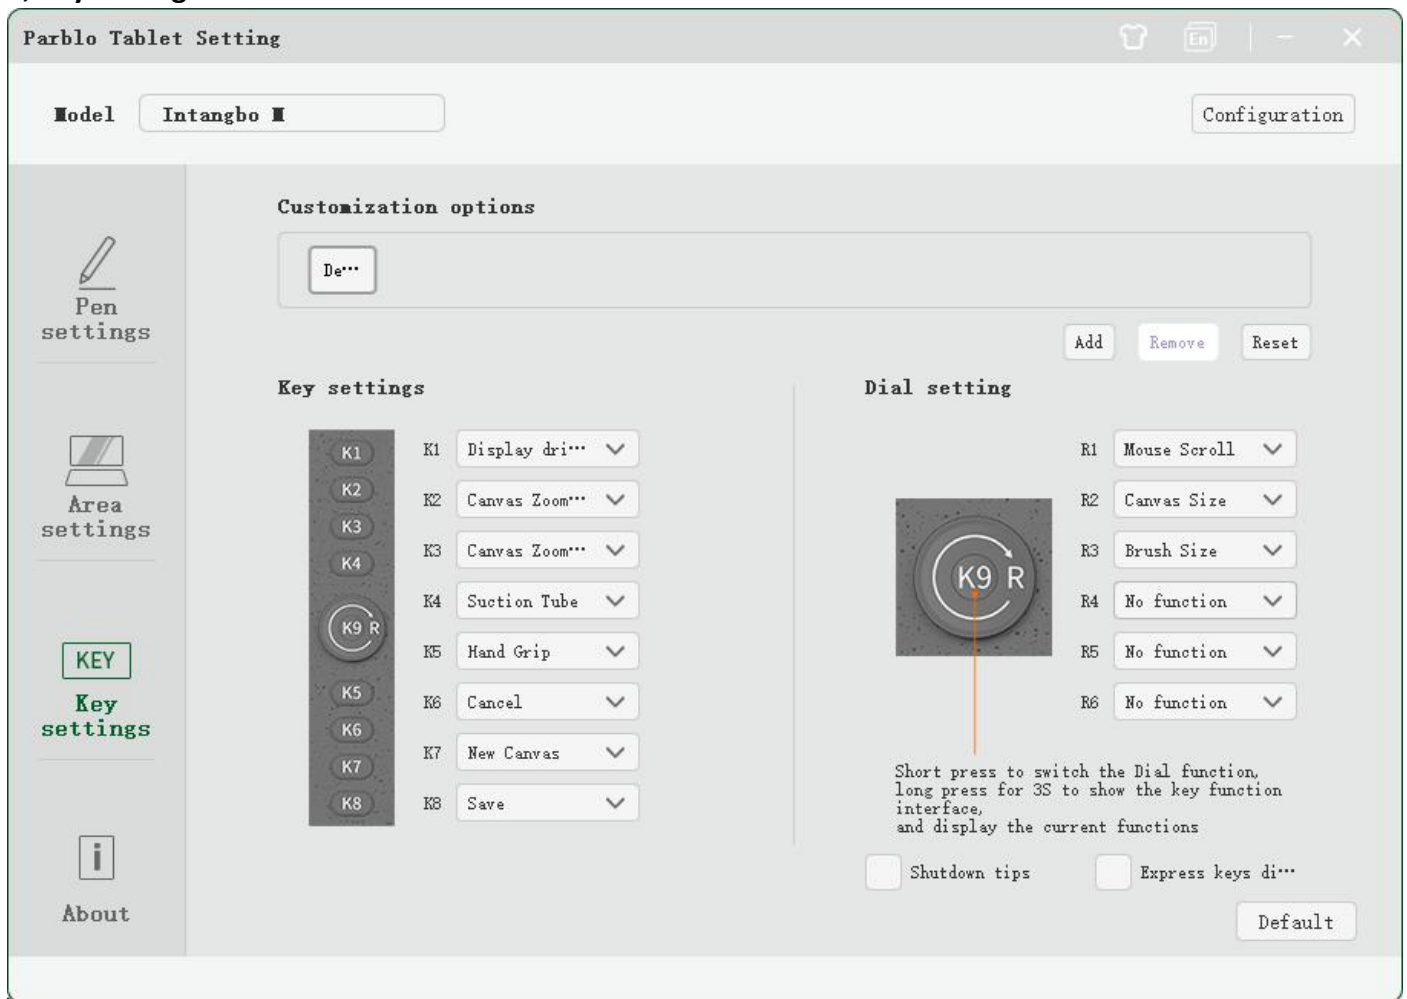 Parblo Tablet Setting
En
Model Intangbo M
Configuration
Customization options
De...
Add Remove Reset
Pen
settings
Area
settings
KEY
Key
settings
i
About
Key settings
K1
K2
K3
K4
K9 R
K5
K6
K7
K8
K1 Display dri...
K2 Canvas Zoom...
K3 Canvas Zoom...
K4 Suction Tube
K5 Hand Grip
K6 Cancel
K7 New Canvas
K8 Save
Dial setting
K9 R
R1 Mouse Scroll
R2 Canvas Size
R3 Brush Size
R4 No function
R5 No function
R6 No function
Short press to switch the Dial function,
long press for 3S to show the key function
interface,
and display the current functions
Shutdown tips
Express keys di...
Default